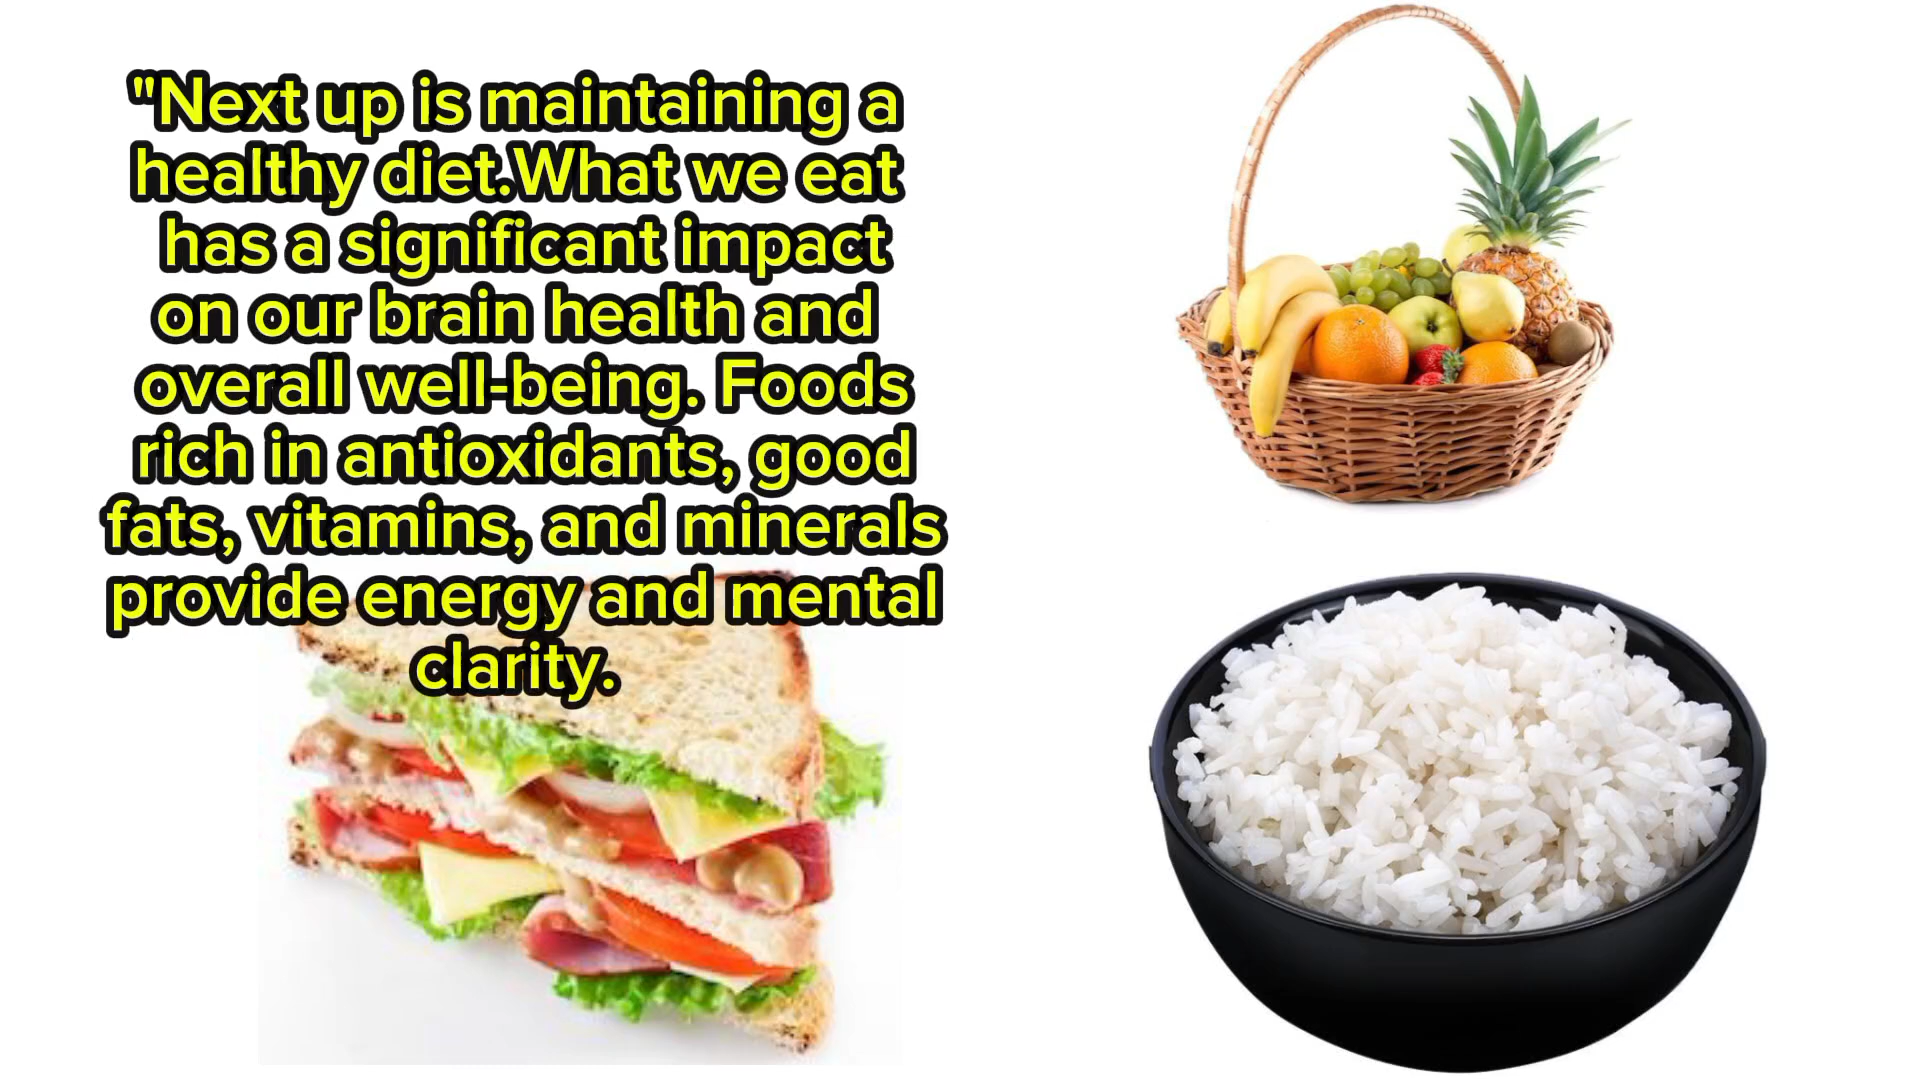 "Next up is maintaining a
healthy diet.What we eat
has a significant impact
on our brain health and
overall well-being. Foods
rich in antioxidants, good
fats, vitamins, and minerals
provide energy and mental
clarity.